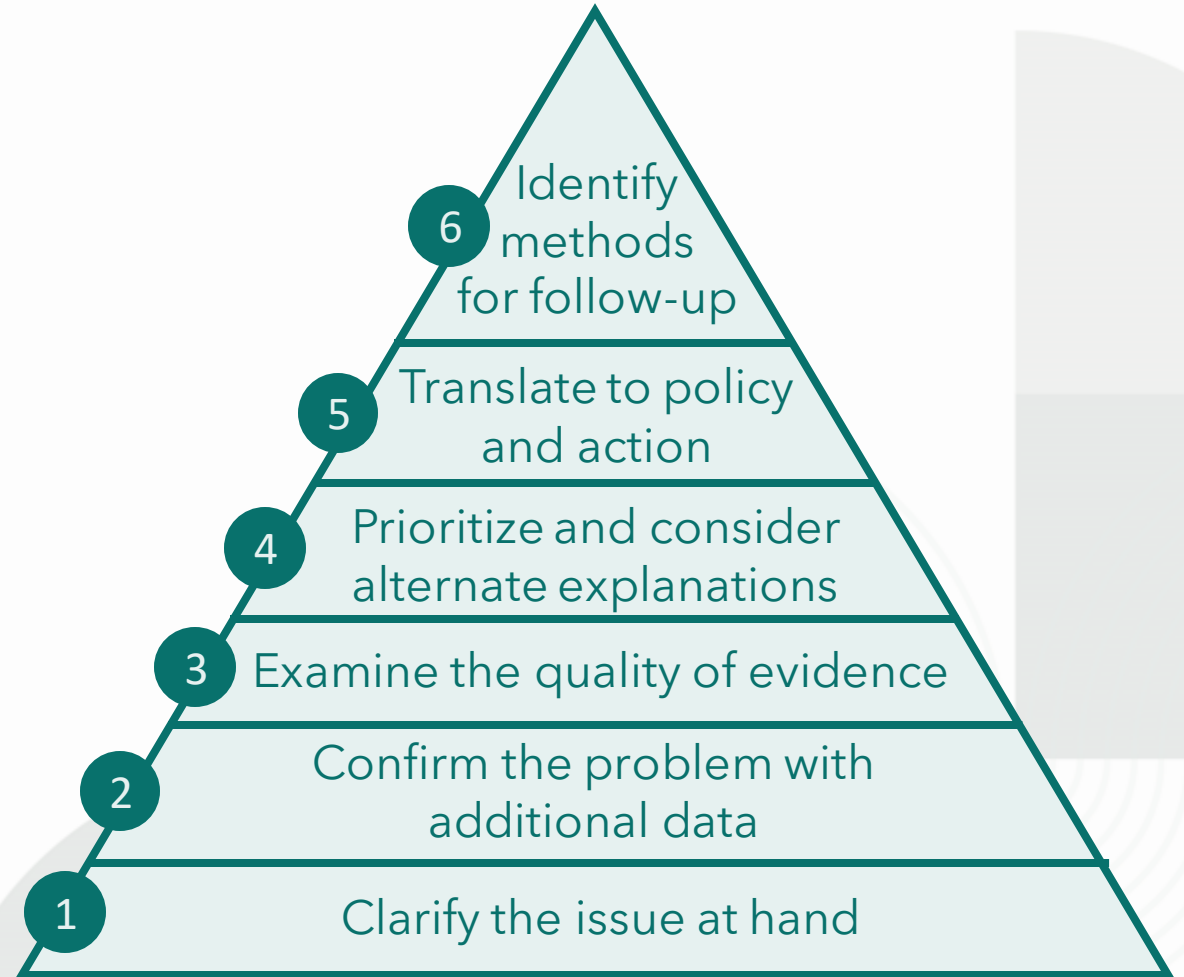 6
Identify
methods
for follow-up
5
Translate to policy
and action
4
Prioritize and consider
alternate explanations
3
Examine the quality of evidence
2
Confirm the problem with
additional data
1
Clarify the issue at hand